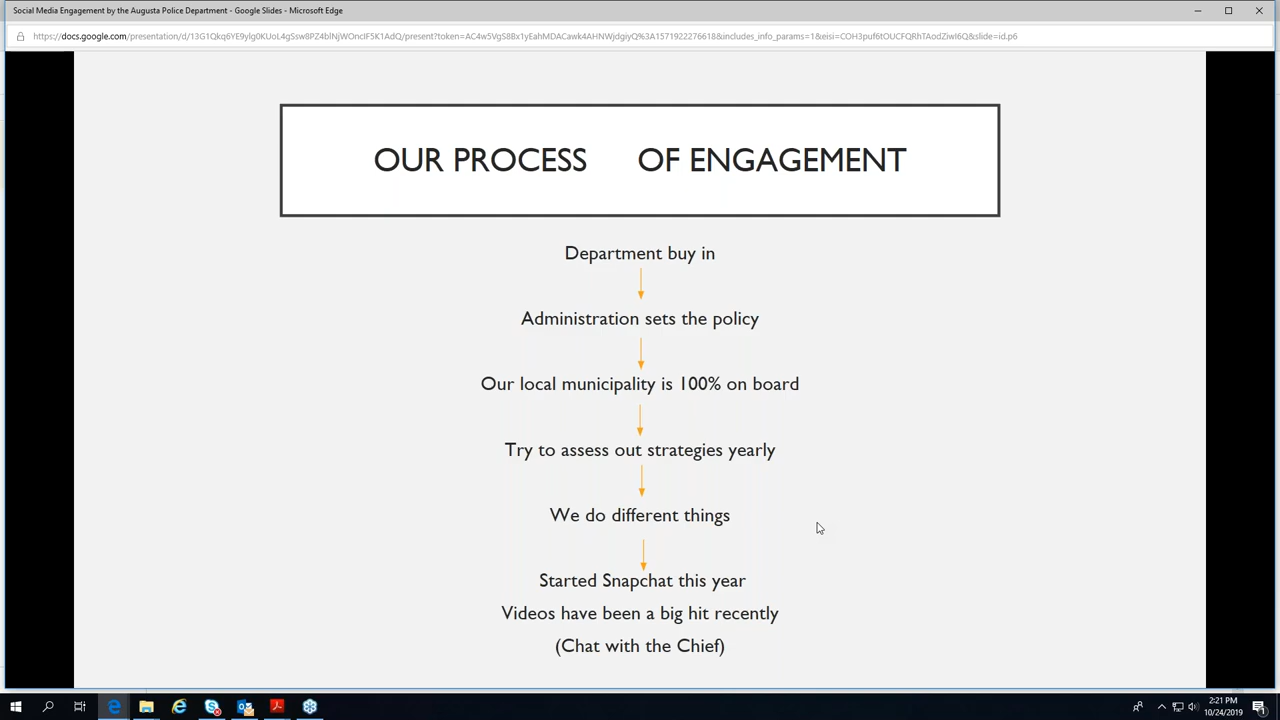 Social Media Engagement by the Augusta Police Department - Google Slides - Microsoft Edge
OUR PROCESS OF ENGAGEMENT
Department buy in
Administration sets the policy
Our local municipality is 100% on board
Try to assess out strategies yearly
We do different things
Started Snapchat this year
Videos have been a big hit recently
(Chat with the Chief)
2:21 PM
10/24/2019